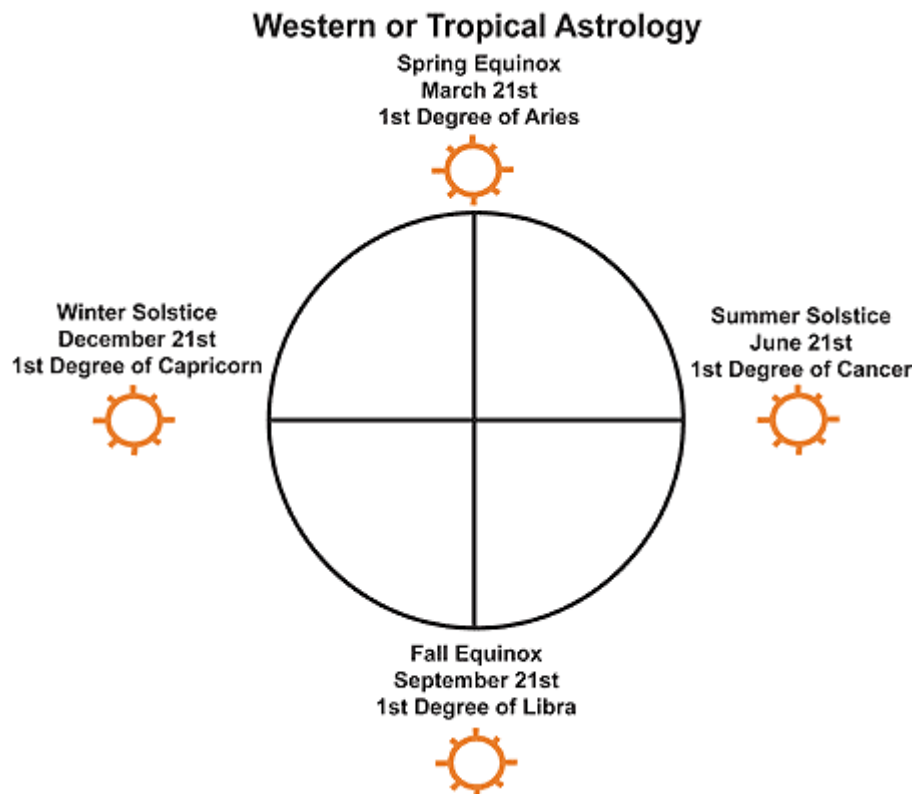 Western or Tropical Astrology
Spring Equinox
March 21st
1st Degree of Aries
Winter Solstice
December 21st
1st Degree of Capricorn
Summer Solstice
June 21st
1st Degree of Cancer
Fall Equinox
September 21st
1st Degree of Libra